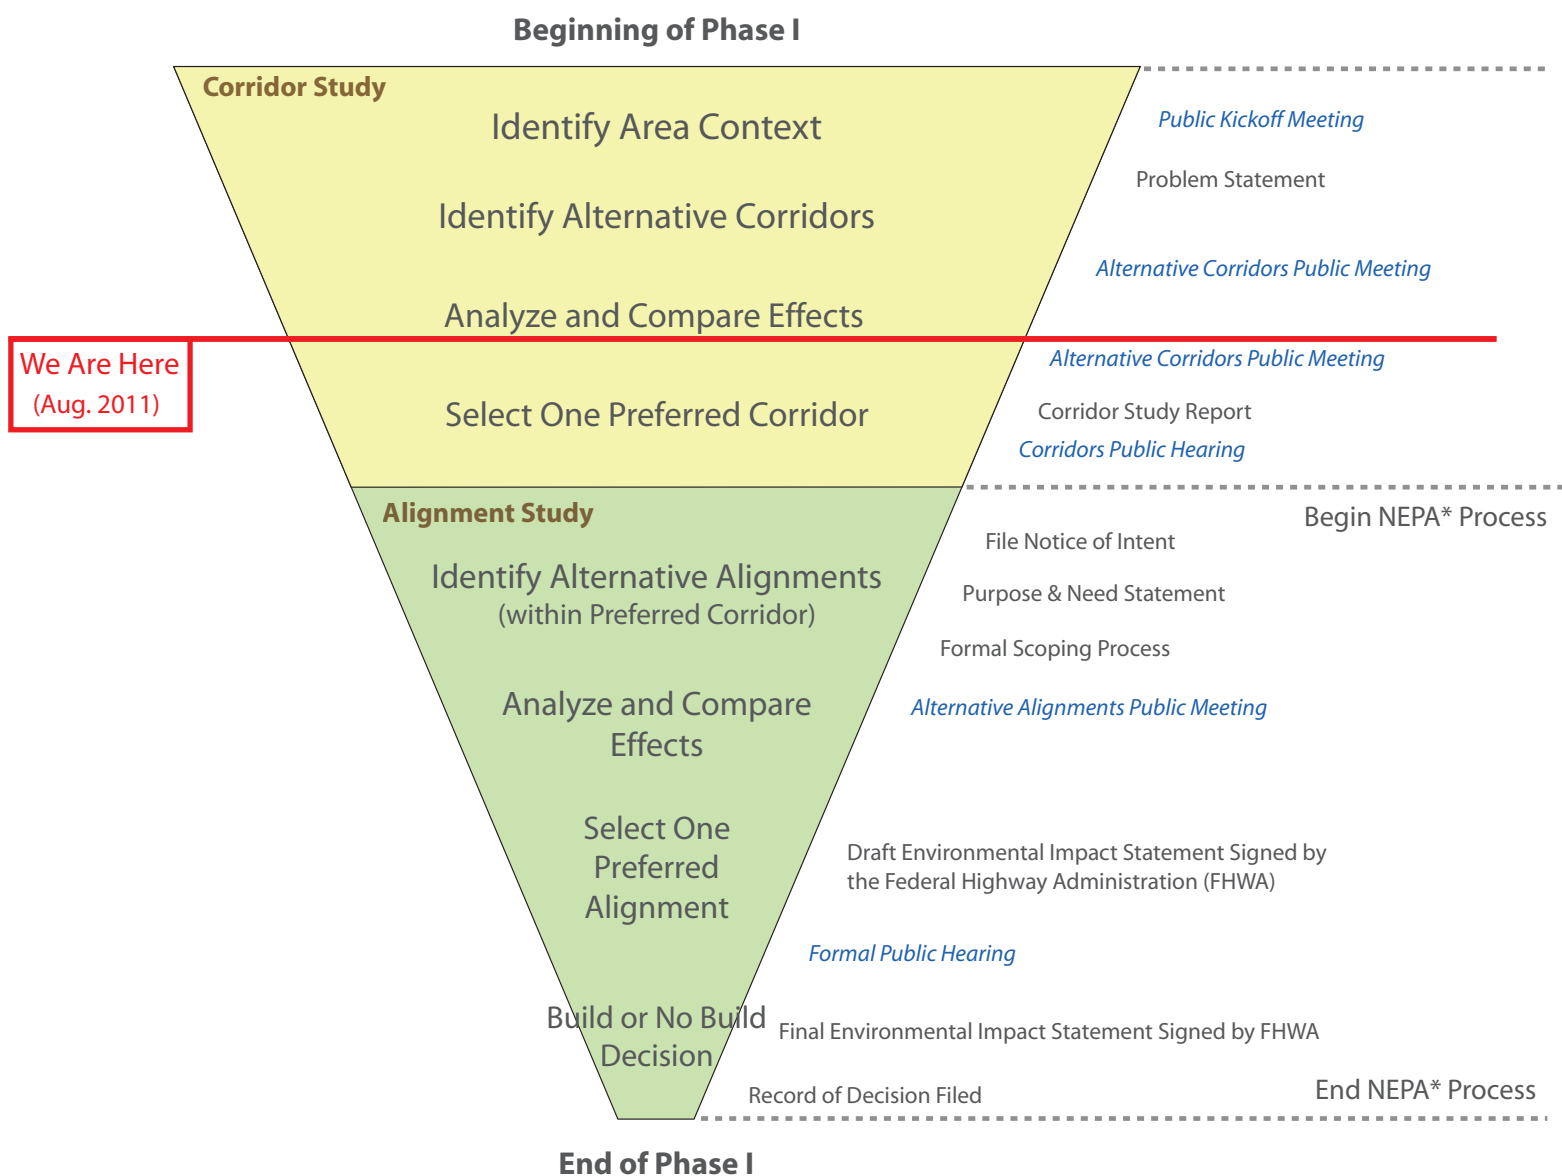 Beginning of Phase I
Corridor Study
Identify Area Context
Public Kickoff Meeting
Problem Statement
Identify Alternative Corridors
Alternative Corridors Public Meeting
Analyze and Compare Effects
We Are Here
(Aug. 2011)
Alternative Corridors Public Meeting
Select One Preferred Corridor
Corridor Study Report
Corridors Public Hearing
Alignment Study
Begin NEPA* Process
File Notice of Intent
Identify Alternative Alignments
(within Preferred Corridor)
Purpose & Need Statement
Formal Scoping Process
Analyze and Compare
Effects
Alternative Alignments Public Meeting
Select One
Preferred
Alignment
Draft Environmental Impact Statement Signed by
the Federal Highway Administration (FHWA)
Formal Public Hearing
Build or No Build
Decision
Final Environmental Impact Statement Signed by FHWA
Record of Decision Filed
End NEPA* Process
End of Phase I